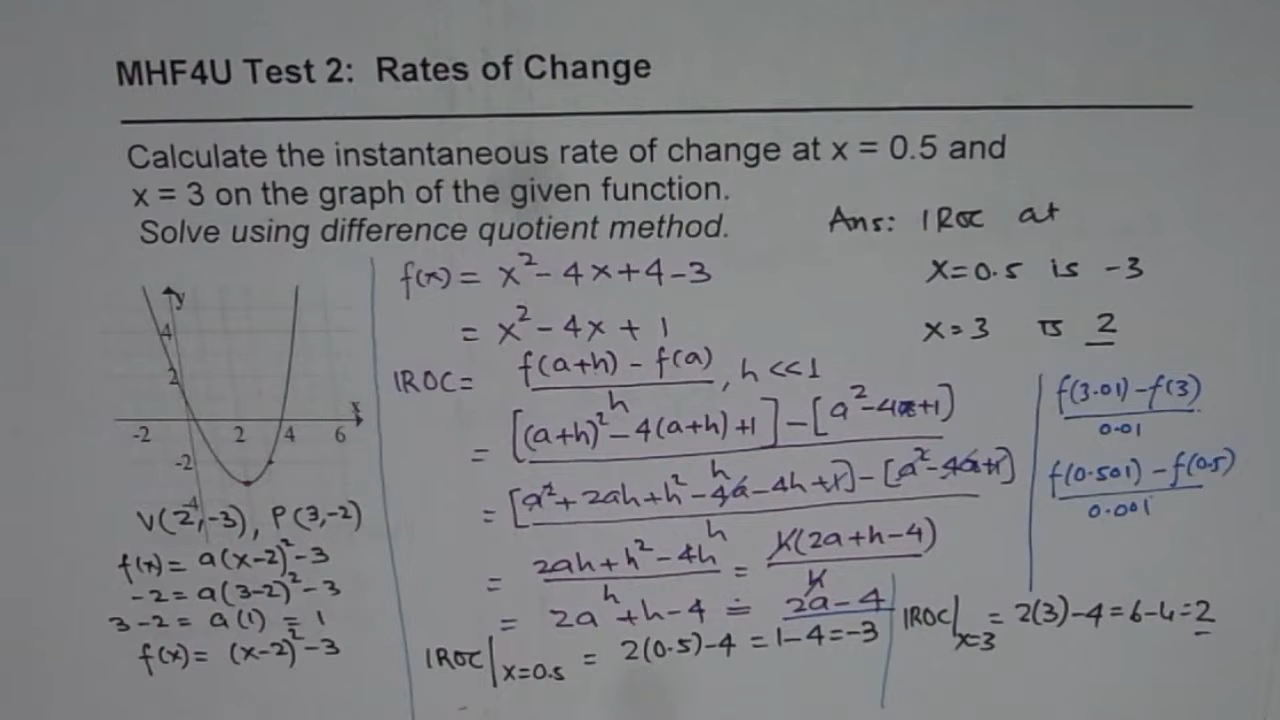 MHF4U Test 2: Rates of Change
Calculate the instantaneous rate of change at x = 0.5 and
x = 3 on the graph of the given function.
Solve using difference quotient method.
y
4
2
x
-2 2 4 6
-2
-4
V(2,-3), P(3,-2)
f(x) = a(x-2)²-3
-2 = a(3-2)²-3
3-2 = a(1) = 1
f(x) = (x-2)²-3
f(x) = x²-4x+4-3
= x²-4x+1
IROC = f(a+h) - f(a) / h , h<<1
= [(a+h)²-4(a+h)+1] - [a²-4a+1] / h
= [a²+2ah+h²-4a-4h+1] - [a²-4a+1] / h
= 2ah+h²-4h / h = h(2a+h-4) / h
= 2a+h-4 ≐ 2a-4
IROC|x=0.5 = 2(0.5)-4 = 1-4=-3
IROC|x=3 = 2(3)-4=6-4=2
Ans: IROC at
x=0.5 is -3
x=3 is 2
f(3.01)-f(3) / 0.01
f(0.501)-f(0.5) / 0.001